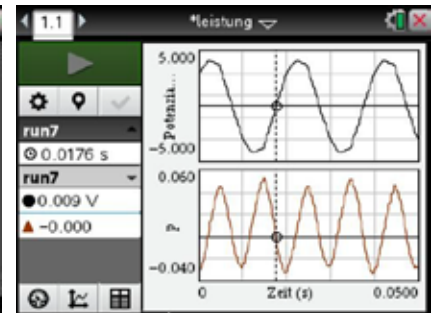 1.1
*leistung
run7
0.0176 s
run7
0.009 V
-0.000
5.000
Potenzia...
-5.000
0.060
P
-0.040
0
Zeit (s)
0.0500